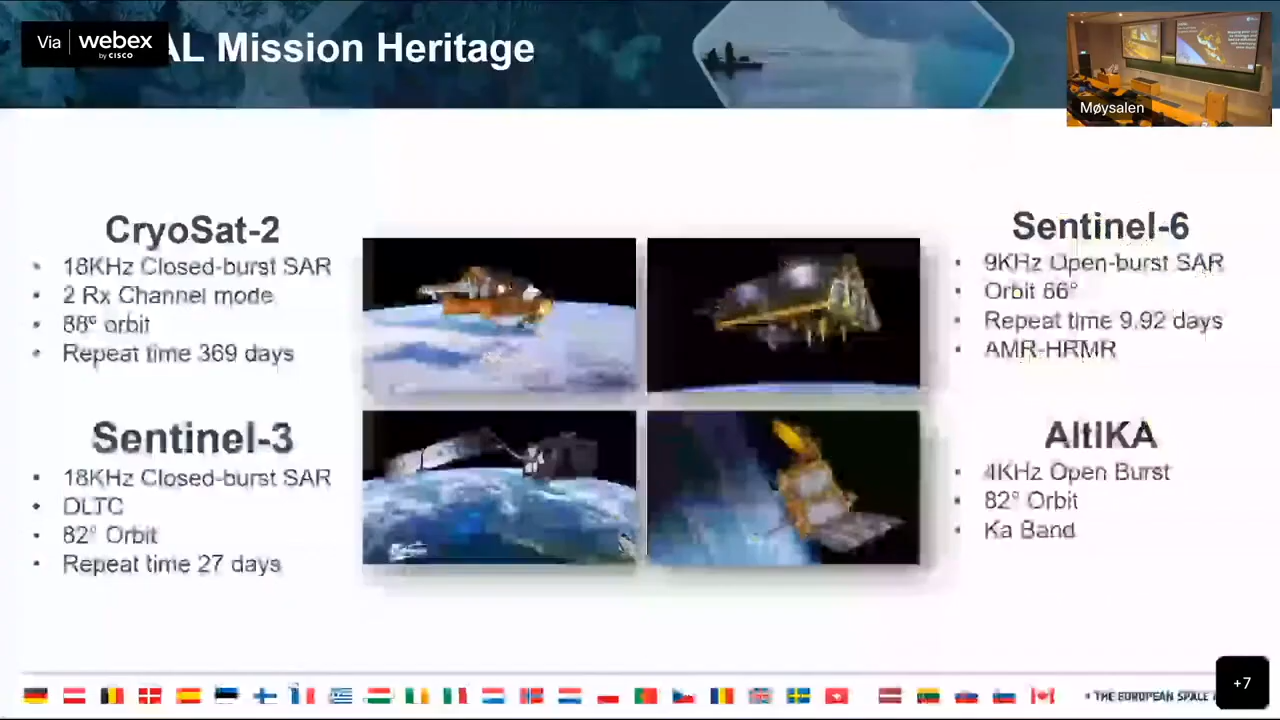 Via webex
by CISCO
AL Mission Heritage
Møysalen
CryoSat-2
• 18KHz Closed-burst SAR
• 2 Rx Channel mode
• 88° orbit
• Repeat time 369 days
Sentinel-3
• 18KHz Closed-burst SAR
• DLTC
• 82° Orbit
• Repeat time 27 days
Sentinel-6
• 9KHz Open-burst SAR
• Orbit 66°
• Repeat time 9.92 days
• AMR-HRMR
AltiKA
• 4KHz Open Burst
• 82° Orbit
• Ka Band
THE EUROPEAN SPACE
+7